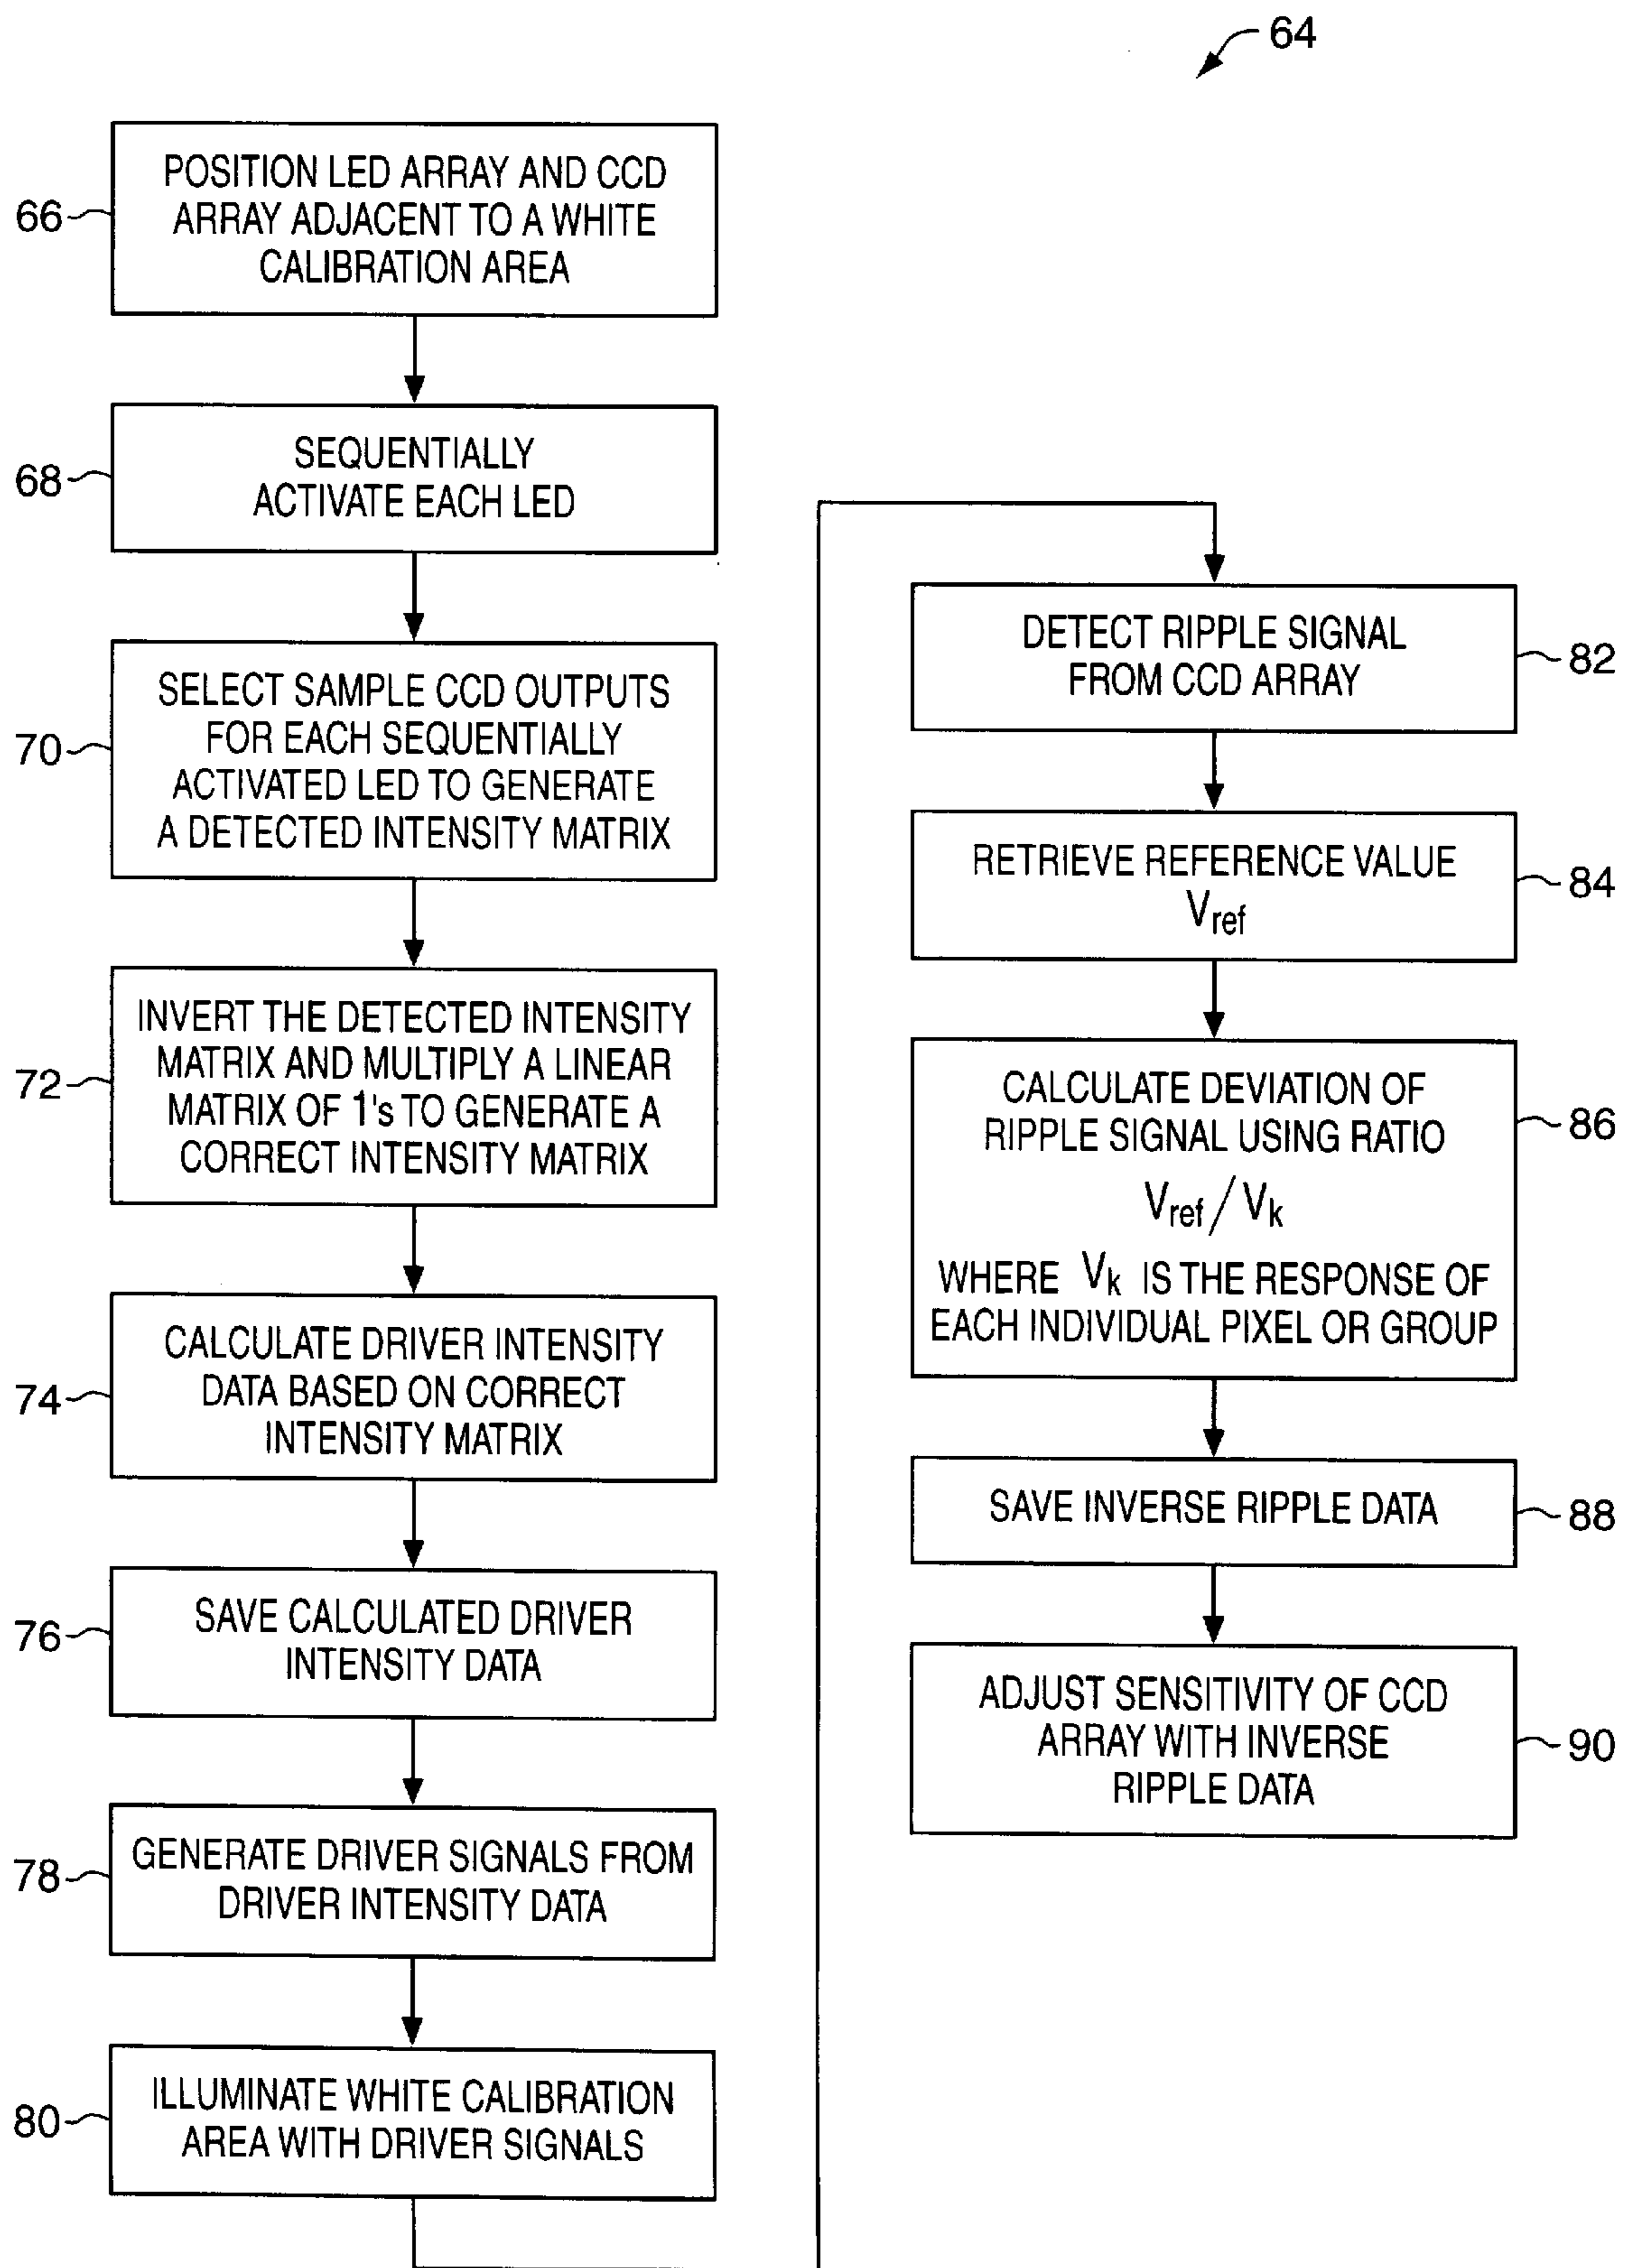 64
66
POSITION LED ARRAY AND CCD
ARRAY ADJACENT TO A WHITE
CALIBRATION AREA
68
SEQUENTIALLY
ACTIVATE EACH LED
70
SELECT SAMPLE CCD OUTPUTS
FOR EACH SEQUENTIALLY
ACTIVATED LED TO GENERATE
A DETECTED INTENSITY MATRIX
72
INVERT THE DETECTED INTENSITY
MATRIX AND MULTIPLY A LINEAR
MATRIX OF 1's TO GENERATE A
CORRECT INTENSITY MATRIX
74
CALCULATE DRIVER INTENSITY
DATA BASED ON CORRECT
INTENSITY MATRIX
76
SAVE CALCULATED DRIVER
INTENSITY DATA
78
GENERATE DRIVER SIGNALS FROM
DRIVER INTENSITY DATA
80
ILLUMINATE WHITE CALIBRATION
AREA WITH DRIVER SIGNALS
DETECT RIPPLE SIGNAL
FROM CCD ARRAY
82
RETRIEVE REFERENCE VALUE
Vref
84
CALCULATE DEVIATION OF
RIPPLE SIGNAL USING RATIO
Vref / Vk
WHERE Vk IS THE RESPONSE OF
EACH INDIVIDUAL PIXEL OR GROUP
86
SAVE INVERSE RIPPLE DATA
88
ADJUST SENSITIVITY OF CCD
ARRAY WITH INVERSE
RIPPLE DATA
90